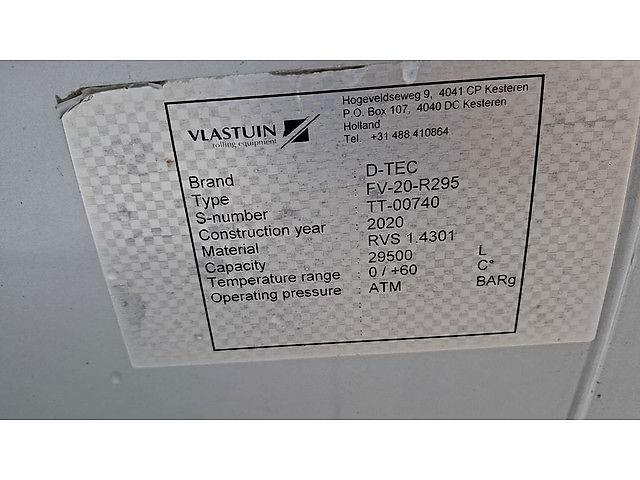 VLASTUIN
rolling equipment
Hogeveldseweg 9, 4041 CP Kesteren
P.O. Box 107, 4040 DC Kesteren
Holland
Tel. +31 488 410864
Brand : D-TEC
Type : FV-20-R295
S-number : TT-00740
Construction year : 2020
Material : RVS 1.4301
Capacity : 29500 L
Temperature range : 0 / +60 C°
Operating pressure : ATM BARg